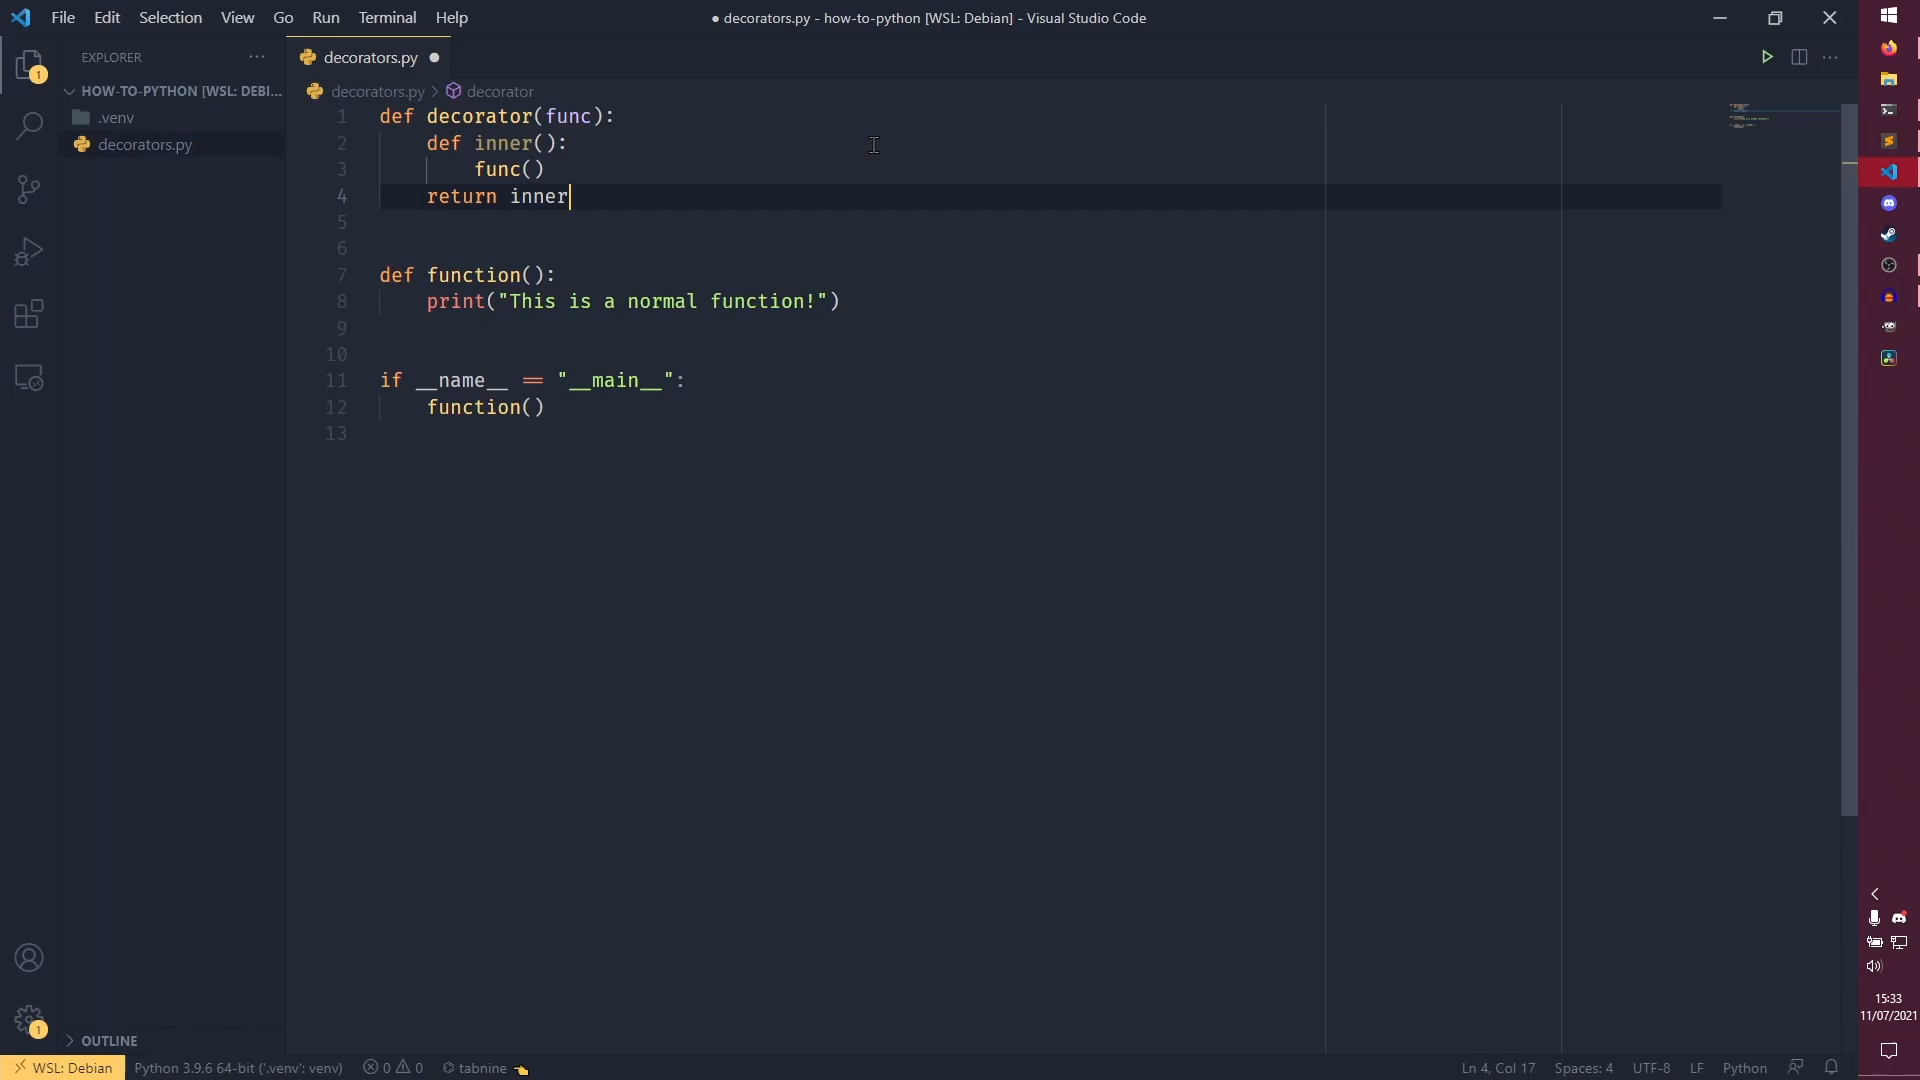 File Edit Selection View Go Run Terminal Help
● decorators.py - how-to-python [WSL: Debian] - Visual Studio Code
EXPLORER
decorators.py
HOW-TO-PYTHON [WSL: DEBI...
.venv
decorators.py
decorators.py > decorator
1 def decorator(func):
2 def inner():
3 func()
4 return inner
5
6
7 def function():
8 print("This is a normal function!")
9
10
11 if __name__ == "__main__":
12 function()
13
1
1
OUTLINE
15:33
11/07/2021
WSL: Debian Python 3.9.6 64-bit ('.venv': venv) 0 0 tabnine Ln 4, Col 17 Spaces: 4 UTF-8 LF Python